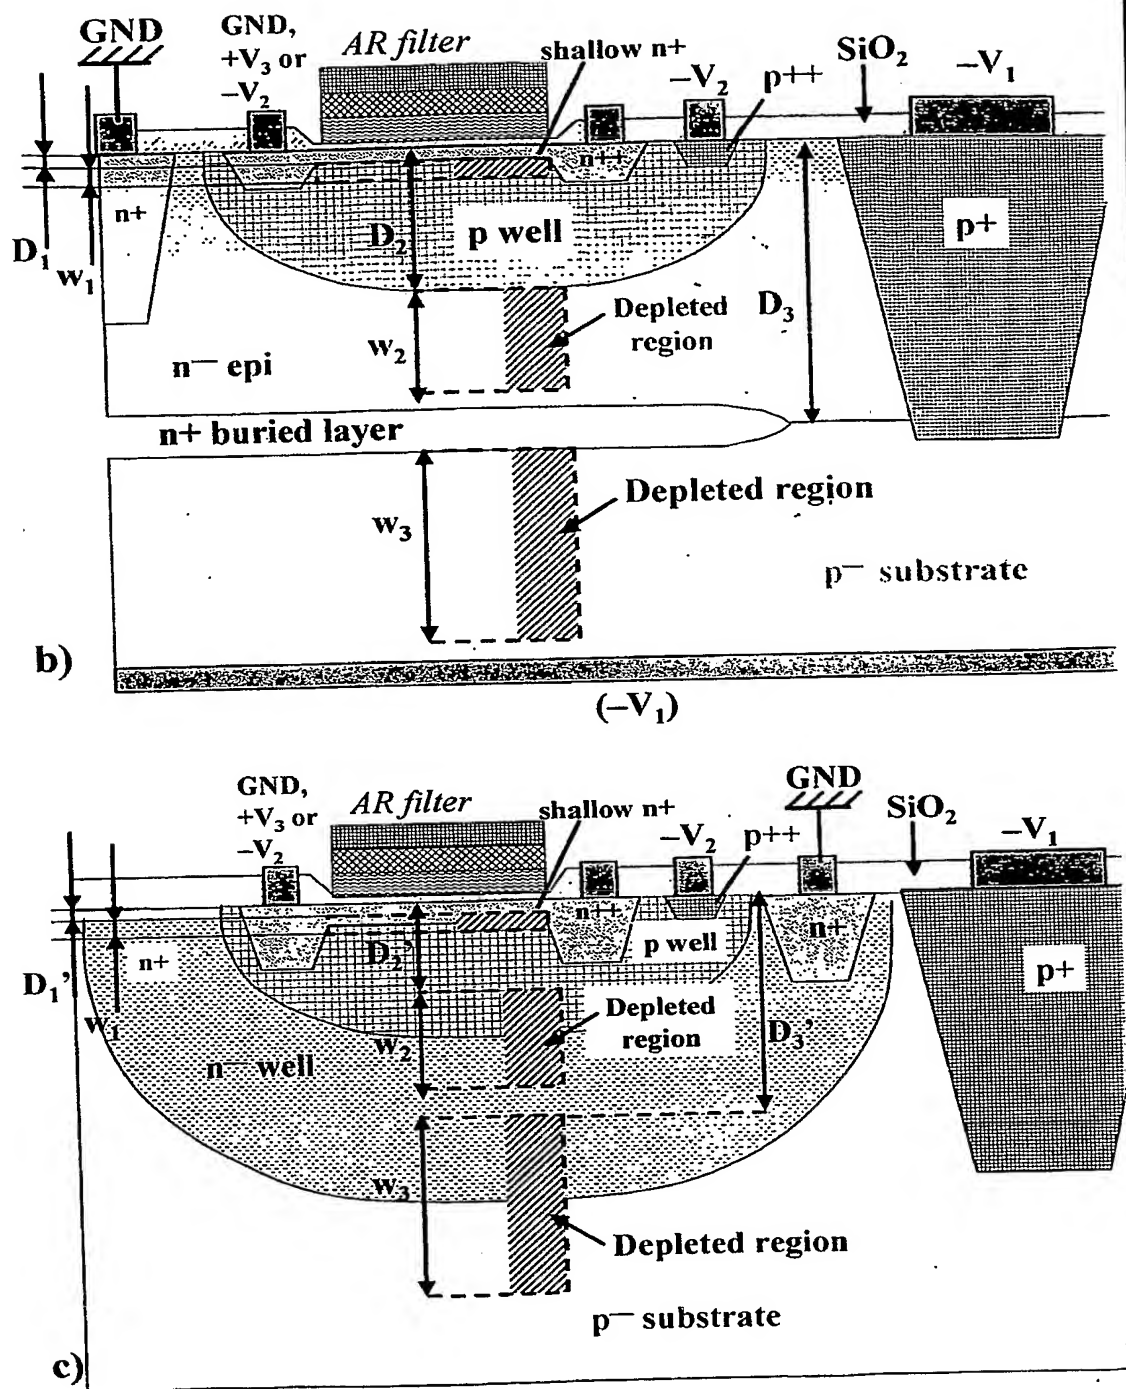 GND
GND,
+V₃ or
−V₂
AR filter
shallow n+
−V₂
p++
SiO₂
−V₁
n++
n+
D₁
w₁
D₂
p well
p+
D₃
Depleted
region
w₂
n− epi
n+ buried layer
w₃
Depleted region
p− substrate
b)
(−V₁)
GND,
+V₃ or
−V₂
AR filter
shallow n+
−V₂
p++
GND
SiO₂
−V₁
n++
n+
p well
n+
p+
D₁’
w₁
D₂’
Depleted
region
D₃’
w₂
n− well
w₃
Depleted region
p− substrate
c)